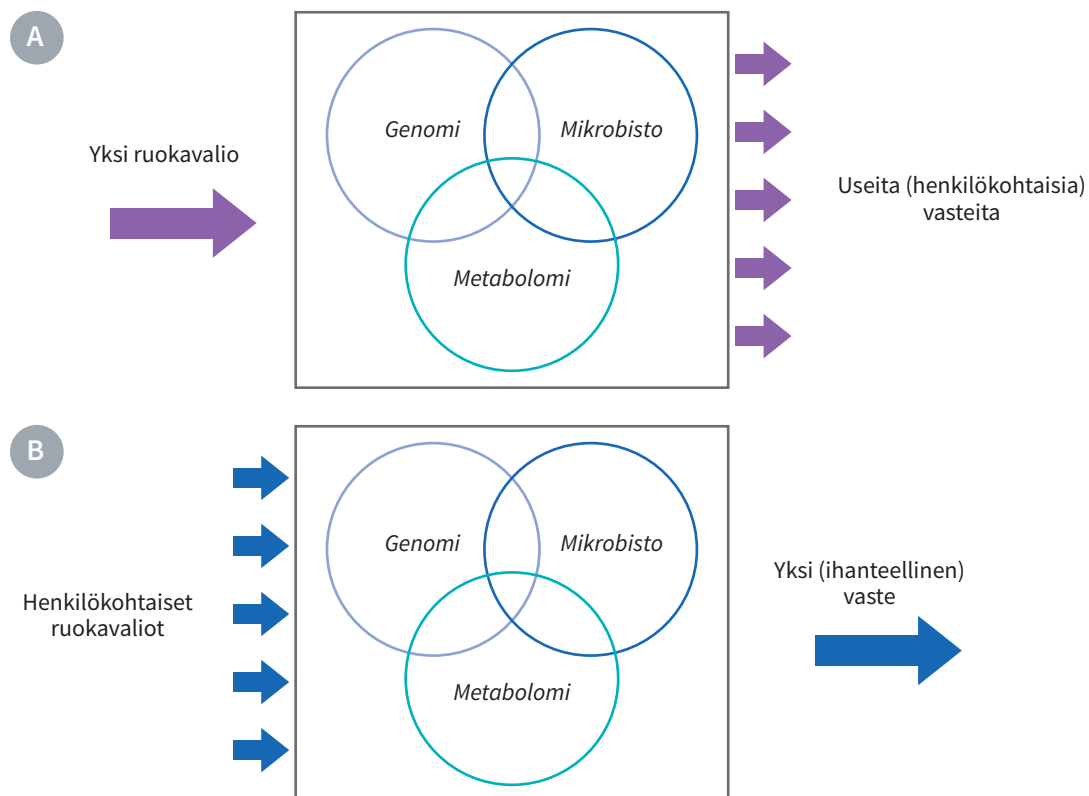 A
Yksi ruokavalio
Genomi
Mikrobisto
Metabolomi
Useita (henkilökohtaisia)
vasteita
B
Henkilökohtaiset
ruokavaliot
Genomi
Mikrobisto
Metabolomi
Yksi (ihanteellinen)
vaste